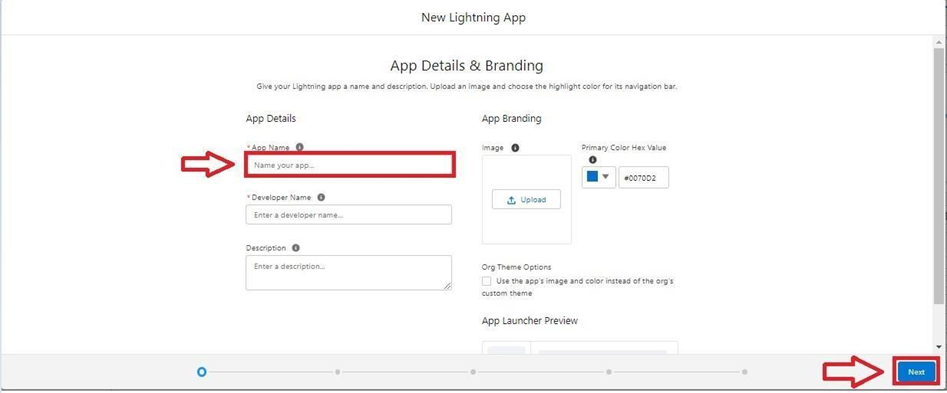 New Lightning App
App Details & Branding
Give your Lightning app a name and description. Upload an image and choose the highlight color for its navigation bar.
App Details
App Branding
* App Name
Name your app...
* Developer Name
Enter a developer name...
Description
Enter a description...
Image
Upload
Primary Color Hex Value
#0070D2
Org Theme Options
Use the app's image and color instead of the org's
custom theme
App Launcher Preview
Next